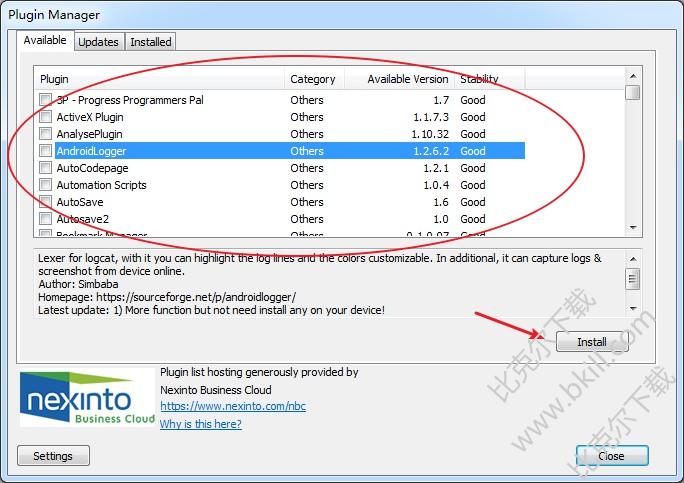 Plugin Manager
Available Updates Installed
Plugin Category Available Version Stability
3P - Progress Programmers Pal Others 1.7 Good
ActiveX Plugin Others 1.1.7.3 Good
AnalysePlugin Others 1.10.32 Good
AndroidLogger Others 1.2.6.2 Good
AutoCodepage Others 1.2.1 Good
Automation Scripts Others 1.0.4 Good
AutoSave Others 1.6 Good
Autosave2 Others 1.0 Good
Bookmark Manager Others 0.1.0.07 Good
Lexer for logcat, with it you can highlight the log lines and the colors customizable. In additional, it can capture logs &
screenshot from device online.
Author: Simbaba
Homepage: https://sourceforge.net/p/androidlogger/
Latest update: 1) More function but not need install any on your device!
Install
nexinto
Business Cloud
Plugin list hosting generously provided by
Nexinto Business Cloud
https://www.nexinto.com/nbc
Why is this here?
Settings
Close
比克尔下载
www.bkill.com
比克尔下载